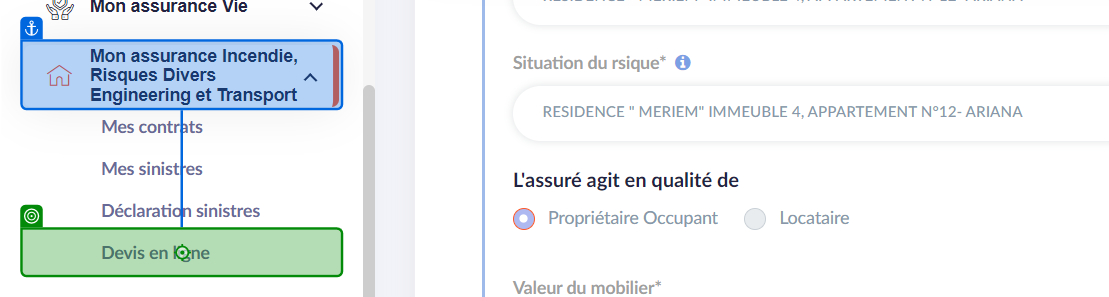 Mon assurance Vie
Mon assurance Incendie,
Risques Divers
Engineering et Transport
Mes contrats
Mes sinistres
Déclaration sinistres
Devis en ligne
RESIDENCE " MERIEM" IMMEUBLE 4, APPARTEMENT N°12- ARIANA
Situation du rsique*
RESIDENCE " MERIEM" IMMEUBLE 4, APPARTEMENT N°12- ARIANA
L'assuré agit en qualité de
Propriétaire Occupant Locataire
Valeur du mobilier*